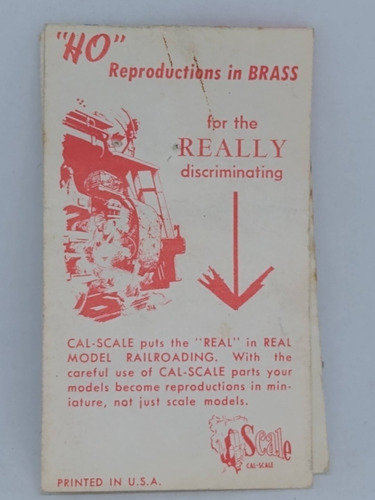 "HO"
Reproductions in BRASS
for the
REALLY
discriminating
CAL-SCALE puts the "REAL" in REAL
MODEL RAILROADING. With the
careful use of CAL-SCALE parts your
models become reproductions in min-
iature, not just scale models.
Scale
CAL-SCALE
PRINTED IN U.S.A.